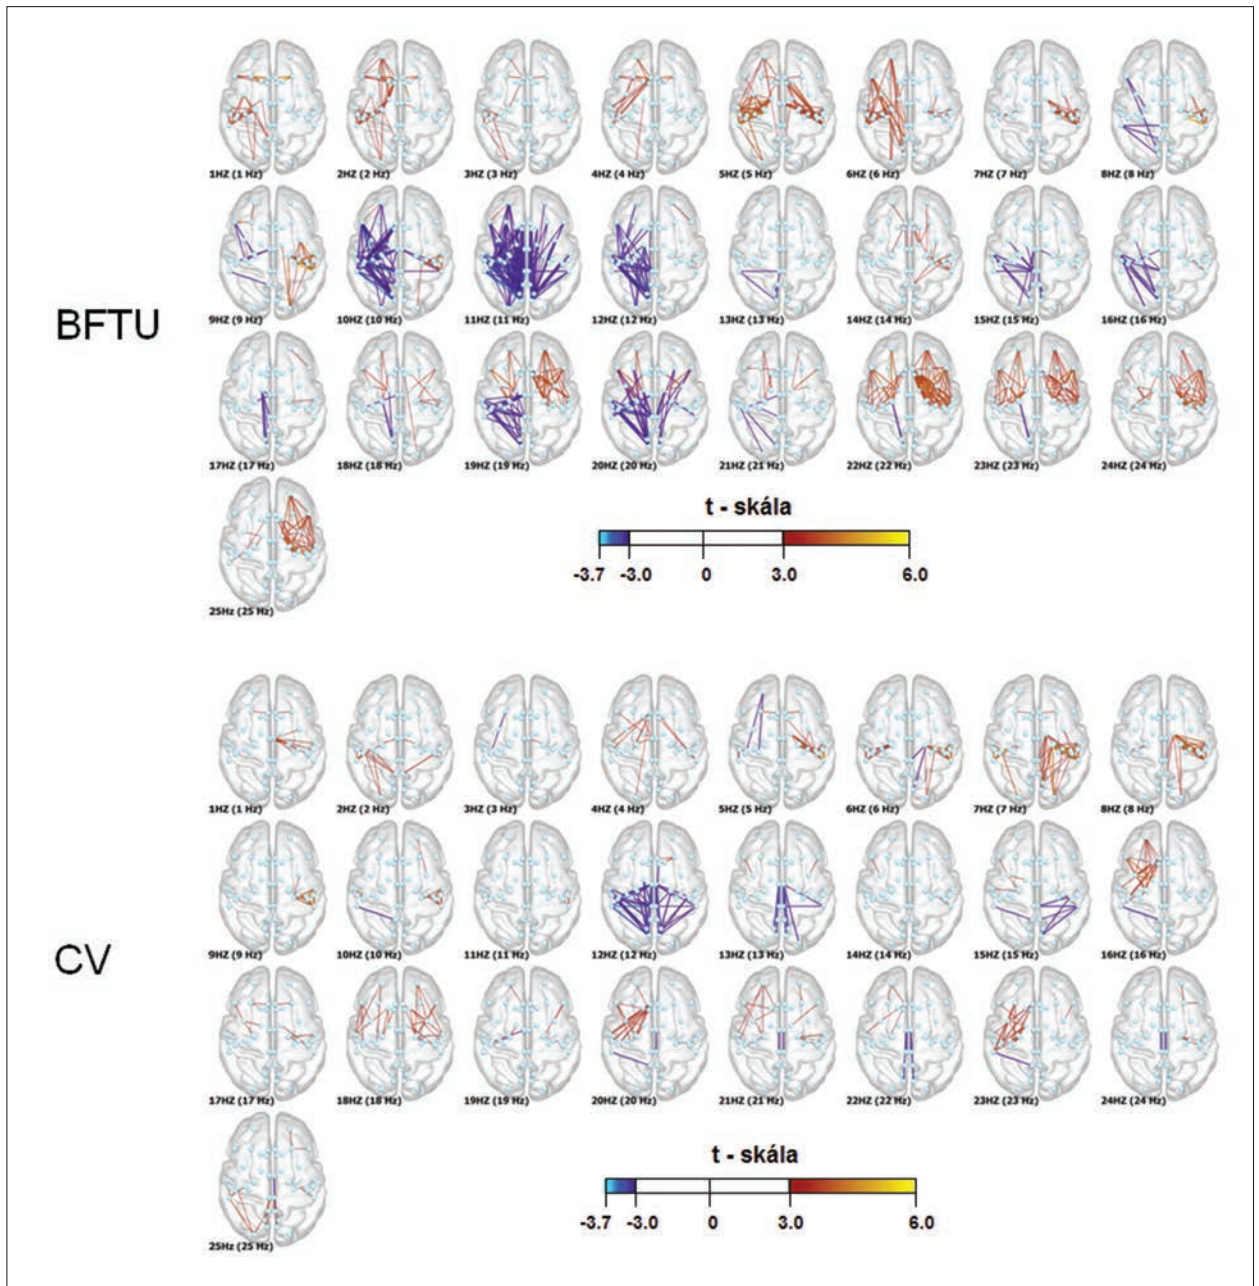 1HZ (1 Hz) 2HZ (2 Hz) 3HZ (3 Hz) 4HZ (4 Hz) 5HZ (5 Hz) 6HZ (6 Hz) 7HZ (7 Hz) 8HZ (8 Hz)
9HZ (9 Hz) 10HZ (10 Hz) 11HZ (11 Hz) 12HZ (12 Hz) 13HZ (13 Hz) 14HZ (14 Hz) 15HZ (15 Hz) 16HZ (16 Hz)
BFTU
17HZ (17 Hz) 18HZ (18 Hz) 19HZ (19 Hz) 20HZ (20 Hz) 21HZ (21 Hz) 22HZ (22 Hz) 23HZ (23 Hz) 24HZ (24 Hz)
t - skála
-3.7 -3.0 0 3.0 6.0
25Hz (25 Hz)
1HZ (1 Hz) 2HZ (2 Hz) 3HZ (3 Hz) 4HZ (4 Hz) 5HZ (5 Hz) 6HZ (6 Hz) 7HZ (7 Hz) 8HZ (8 Hz)
9HZ (9 Hz) 10HZ (10 Hz) 11HZ (11 Hz) 12HZ (12 Hz) 13HZ (13 Hz) 14HZ (14 Hz) 15HZ (15 Hz) 16HZ (16 Hz)
CV
17HZ (17 Hz) 18HZ (18 Hz) 19HZ (19 Hz) 20HZ (20 Hz) 21HZ (21 Hz) 22HZ (22 Hz) 23HZ (23 Hz) 24HZ (24 Hz)
t - skála
-3.7 -3.0 0 3.0 6.0
25Hz (25 Hz)